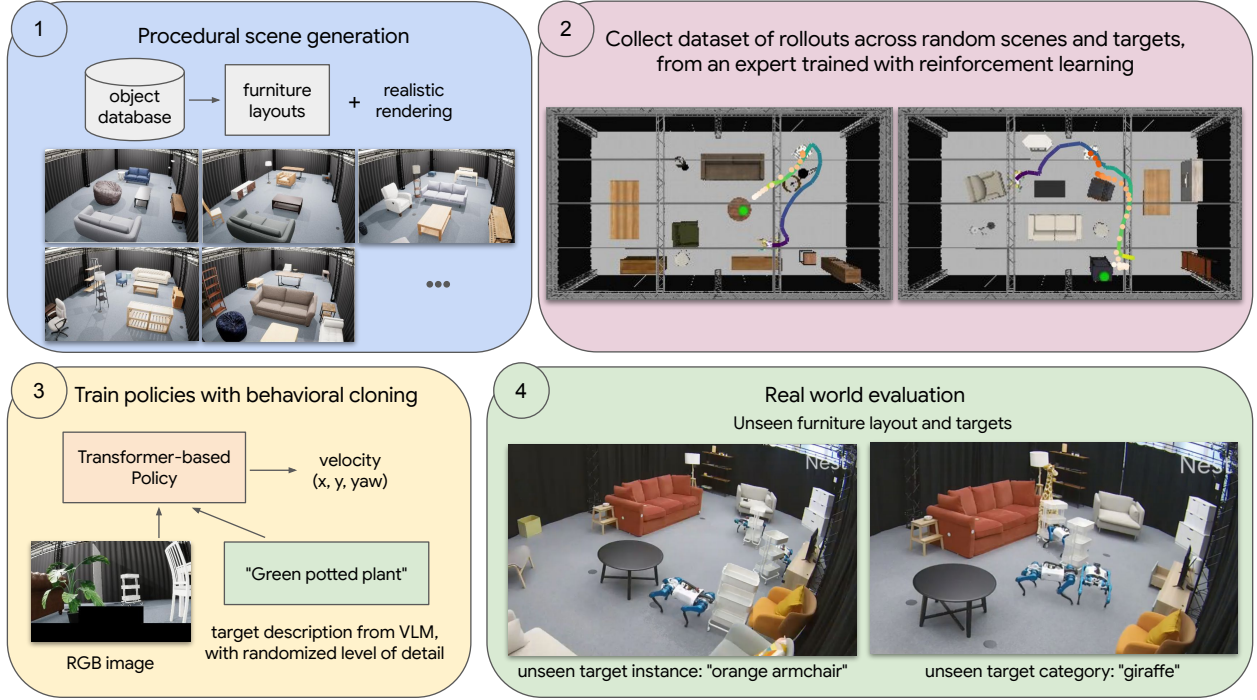 1
Procedural scene generation
object
database
furniture
layouts
+
realistic
rendering
•••
2
Collect dataset of rollouts across random scenes and targets,
from an expert trained with reinforcement learning
3
Train policies with behavioral cloning
Transformer-based
Policy
velocity
(x, y, yaw)
"Green potted plant"
RGB image
target description from VLM,
with randomized level of detail
4
Real world evaluation
Unseen furniture layout and targets
Nest
Nest
unseen target instance: "orange armchair"
unseen target category: "giraffe"